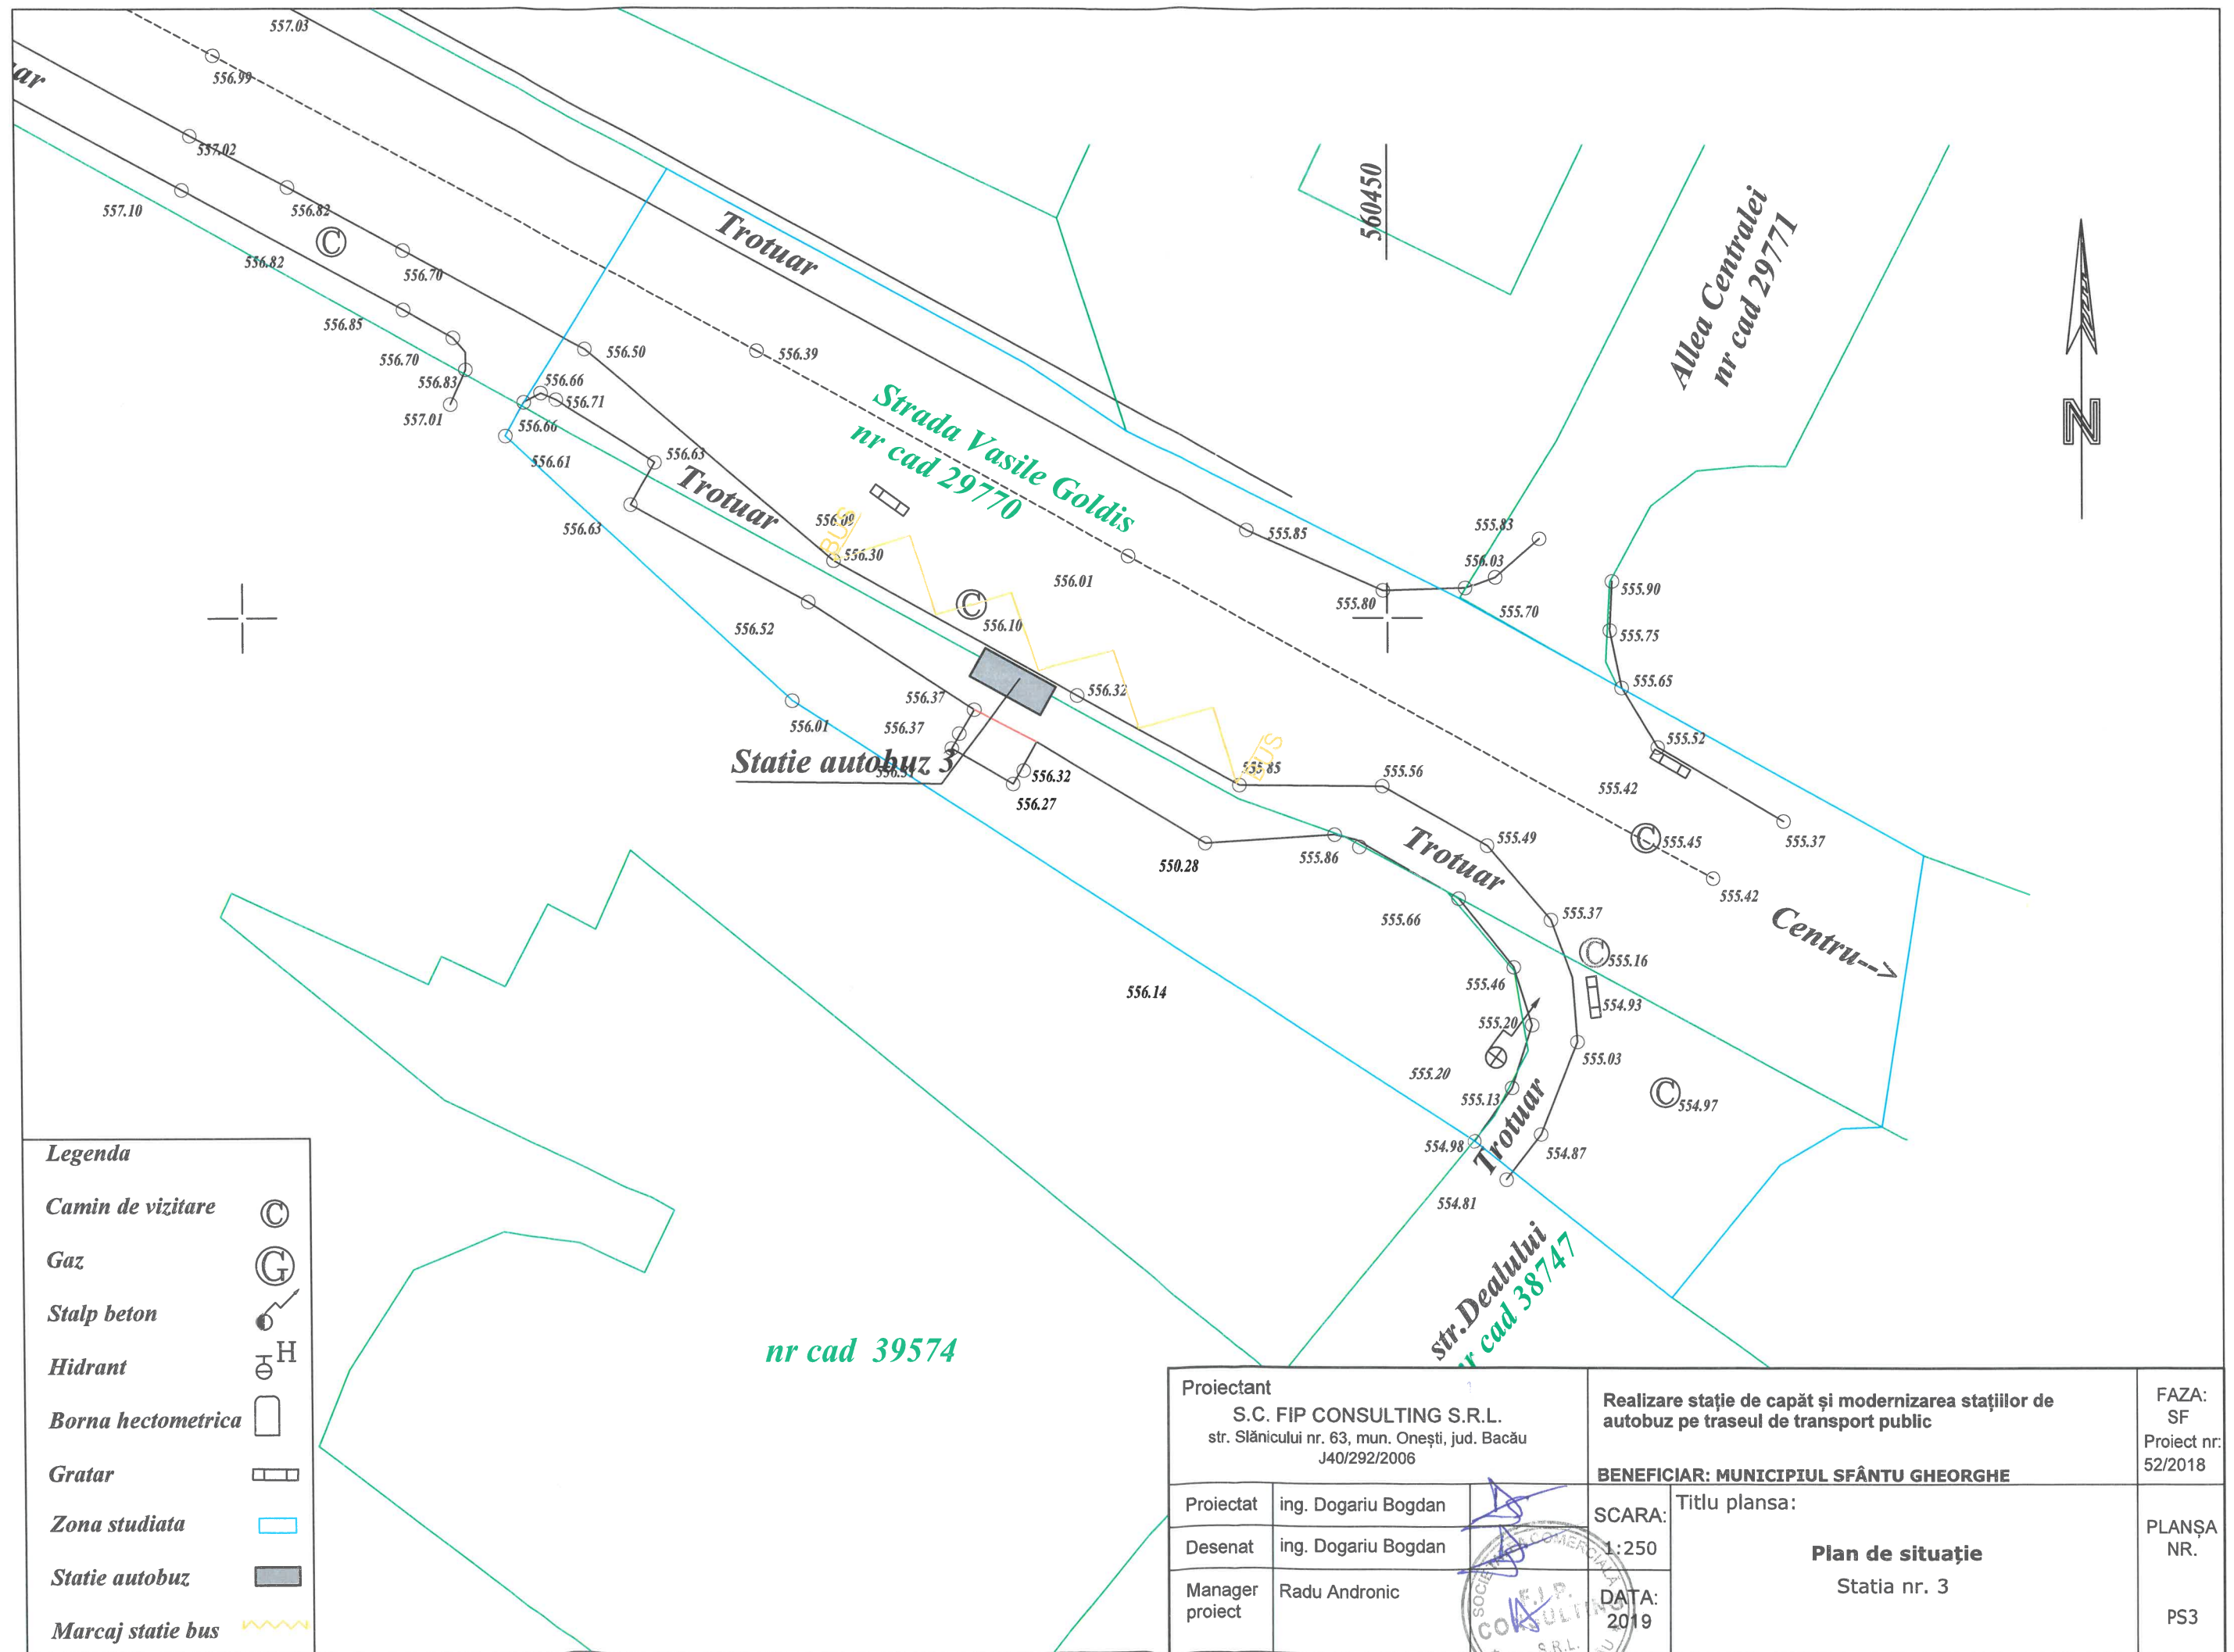 557.03
556.99
557.02
557.10
556.82
556.82
556.70
556.85
556.70
556.83
557.01
556.50
556.66
556.71
556.66
556.61
556.63
556.63
Trotuar
560450
Allea Centralei
nr cad 29771
N
556.39
Strada Vasile Goldis
nr cad 29770
Trotuar
556.09
BUS
556.30
556.01
556.10
555.85
555.83
556.03
555.80
555.70
555.90
555.75
555.65
555.52
555.42
555.45
555.37
555.42
556.52
556.37
556.32
556.37
556.01
Statie autobuz 3
556.32
556.27
555.85
BUS
555.56
555.49
Trotuar
550.28
555.86
555.66
555.37
Centru-->
555.16
555.46
554.93
556.14
555.20
555.03
555.20
555.13
554.97
Trotuar
554.98
554.87
554.81
str.Dealului
cad 38747
nr cad 39574
Legenda
Camin de vizitare C
Gaz G
Stalp beton
Hidrant H
Borna hectometrica
Gratar
Zona studiata
Statie autobuz
Marcaj statie bus
Proiectant
S.C. FIP CONSULTING S.R.L.
str. Slănicului nr. 63, mun. Onești, jud. Bacău
J40/292/2006
Realizare stație de capăt și modernizarea stațiilor de
autobuz pe traseul de transport public
BENEFICIAR: MUNICIPIUL SFÂNTU GHEORGHE
FAZA:
SF
Proiect nr:
52/2018
Proiectat ing. Dogariu Bogdan
Desenat ing. Dogariu Bogdan
Manager
proiect
Radu Andronic
SCARA:
1:250
DATA:
2019
Titlu plansa:
Plan de situație
Statia nr. 3
PLANȘA
NR.
PS3
SOCIETATEA COMERCIALĂ
F.I.P.
CONSULTING
S.R.L.